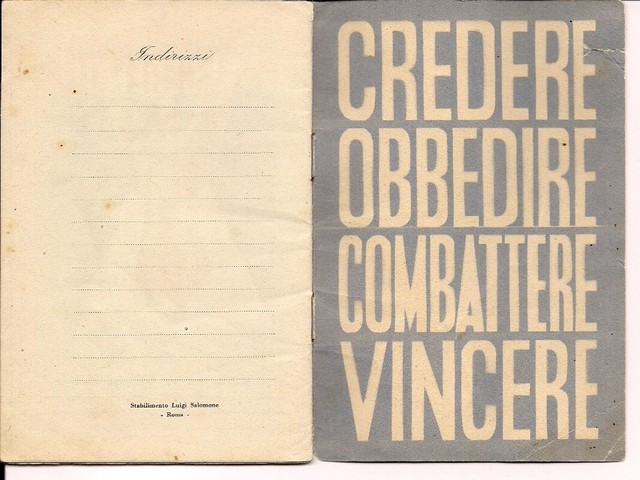 Indirizzi
Stabilimento Luigi Salomone
- Roma -
CREDERE
OBBEDIRE
COMBATTERE
VINCERE